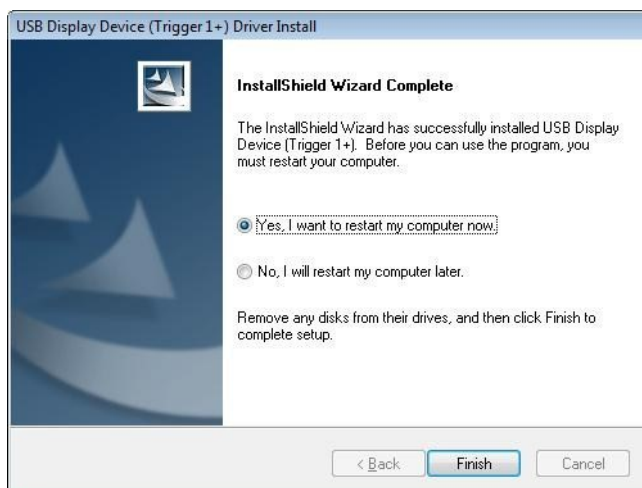 USB Display Device (Trigger 1+) Driver Install
InstallShield Wizard Complete
The InstallShield Wizard has successfully installed USB Display
Device (Trigger 1+). Before you can use the program, you
must restart your computer.
Yes, I want to restart my computer now.
No, I will restart my computer later.
Remove any disks from their drives, and then click Finish to
complete setup.
< Back
Finish
Cancel